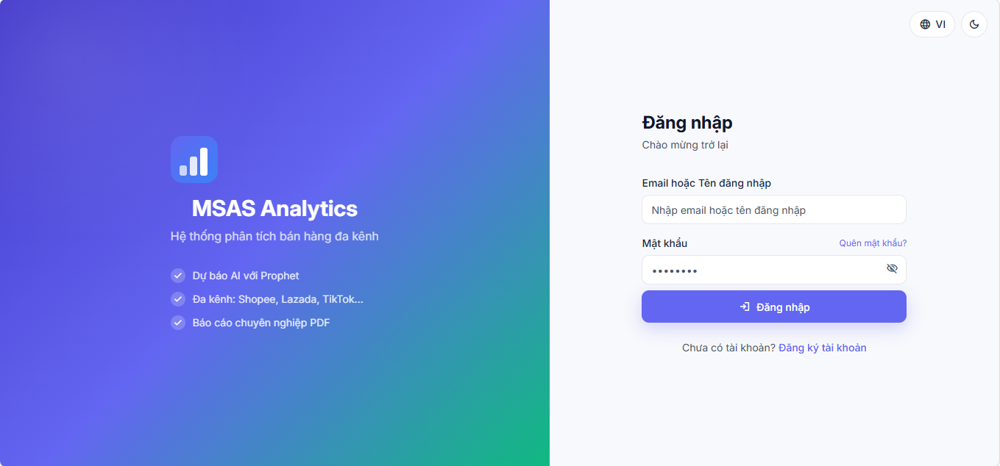 MSAS Analytics
Hệ thống phân tích bán hàng đa kênh
Dự báo AI với Prophet
Đa kênh: Shopee, Lazada, TikTok...
Báo cáo chuyên nghiệp PDF
VI
Đăng nhập
Chào mừng trở lại
Email hoặc Tên đăng nhập
Nhập email hoặc tên đăng nhập
Mật khẩu
Quên mật khẩu?
••••••••
Đăng nhập
Chưa có tài khoản? Đăng ký tài khoản